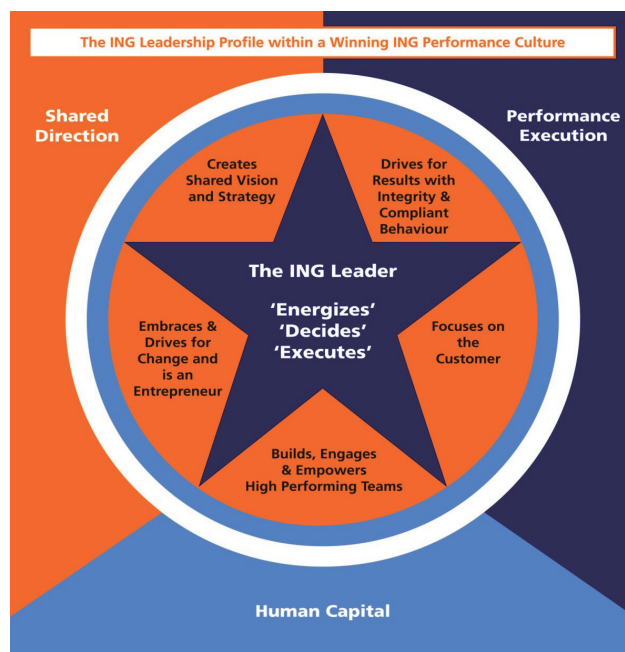 The ING Leadership Profile within a Winning ING Performance Culture
Shared
Direction
Performance
Execution
Creates
Shared Vision
and Strategy
Drives for
Results with
Integrity &
Compliant
Behaviour
The ING Leader
‘Energizes’
‘Decides’
‘Executes’
Embraces &
Drives for
Change and
is an
Entrepreneur
Focuses on
the
Customer
Builds, Engages
& Empowers
High Performing Teams
Human Capital